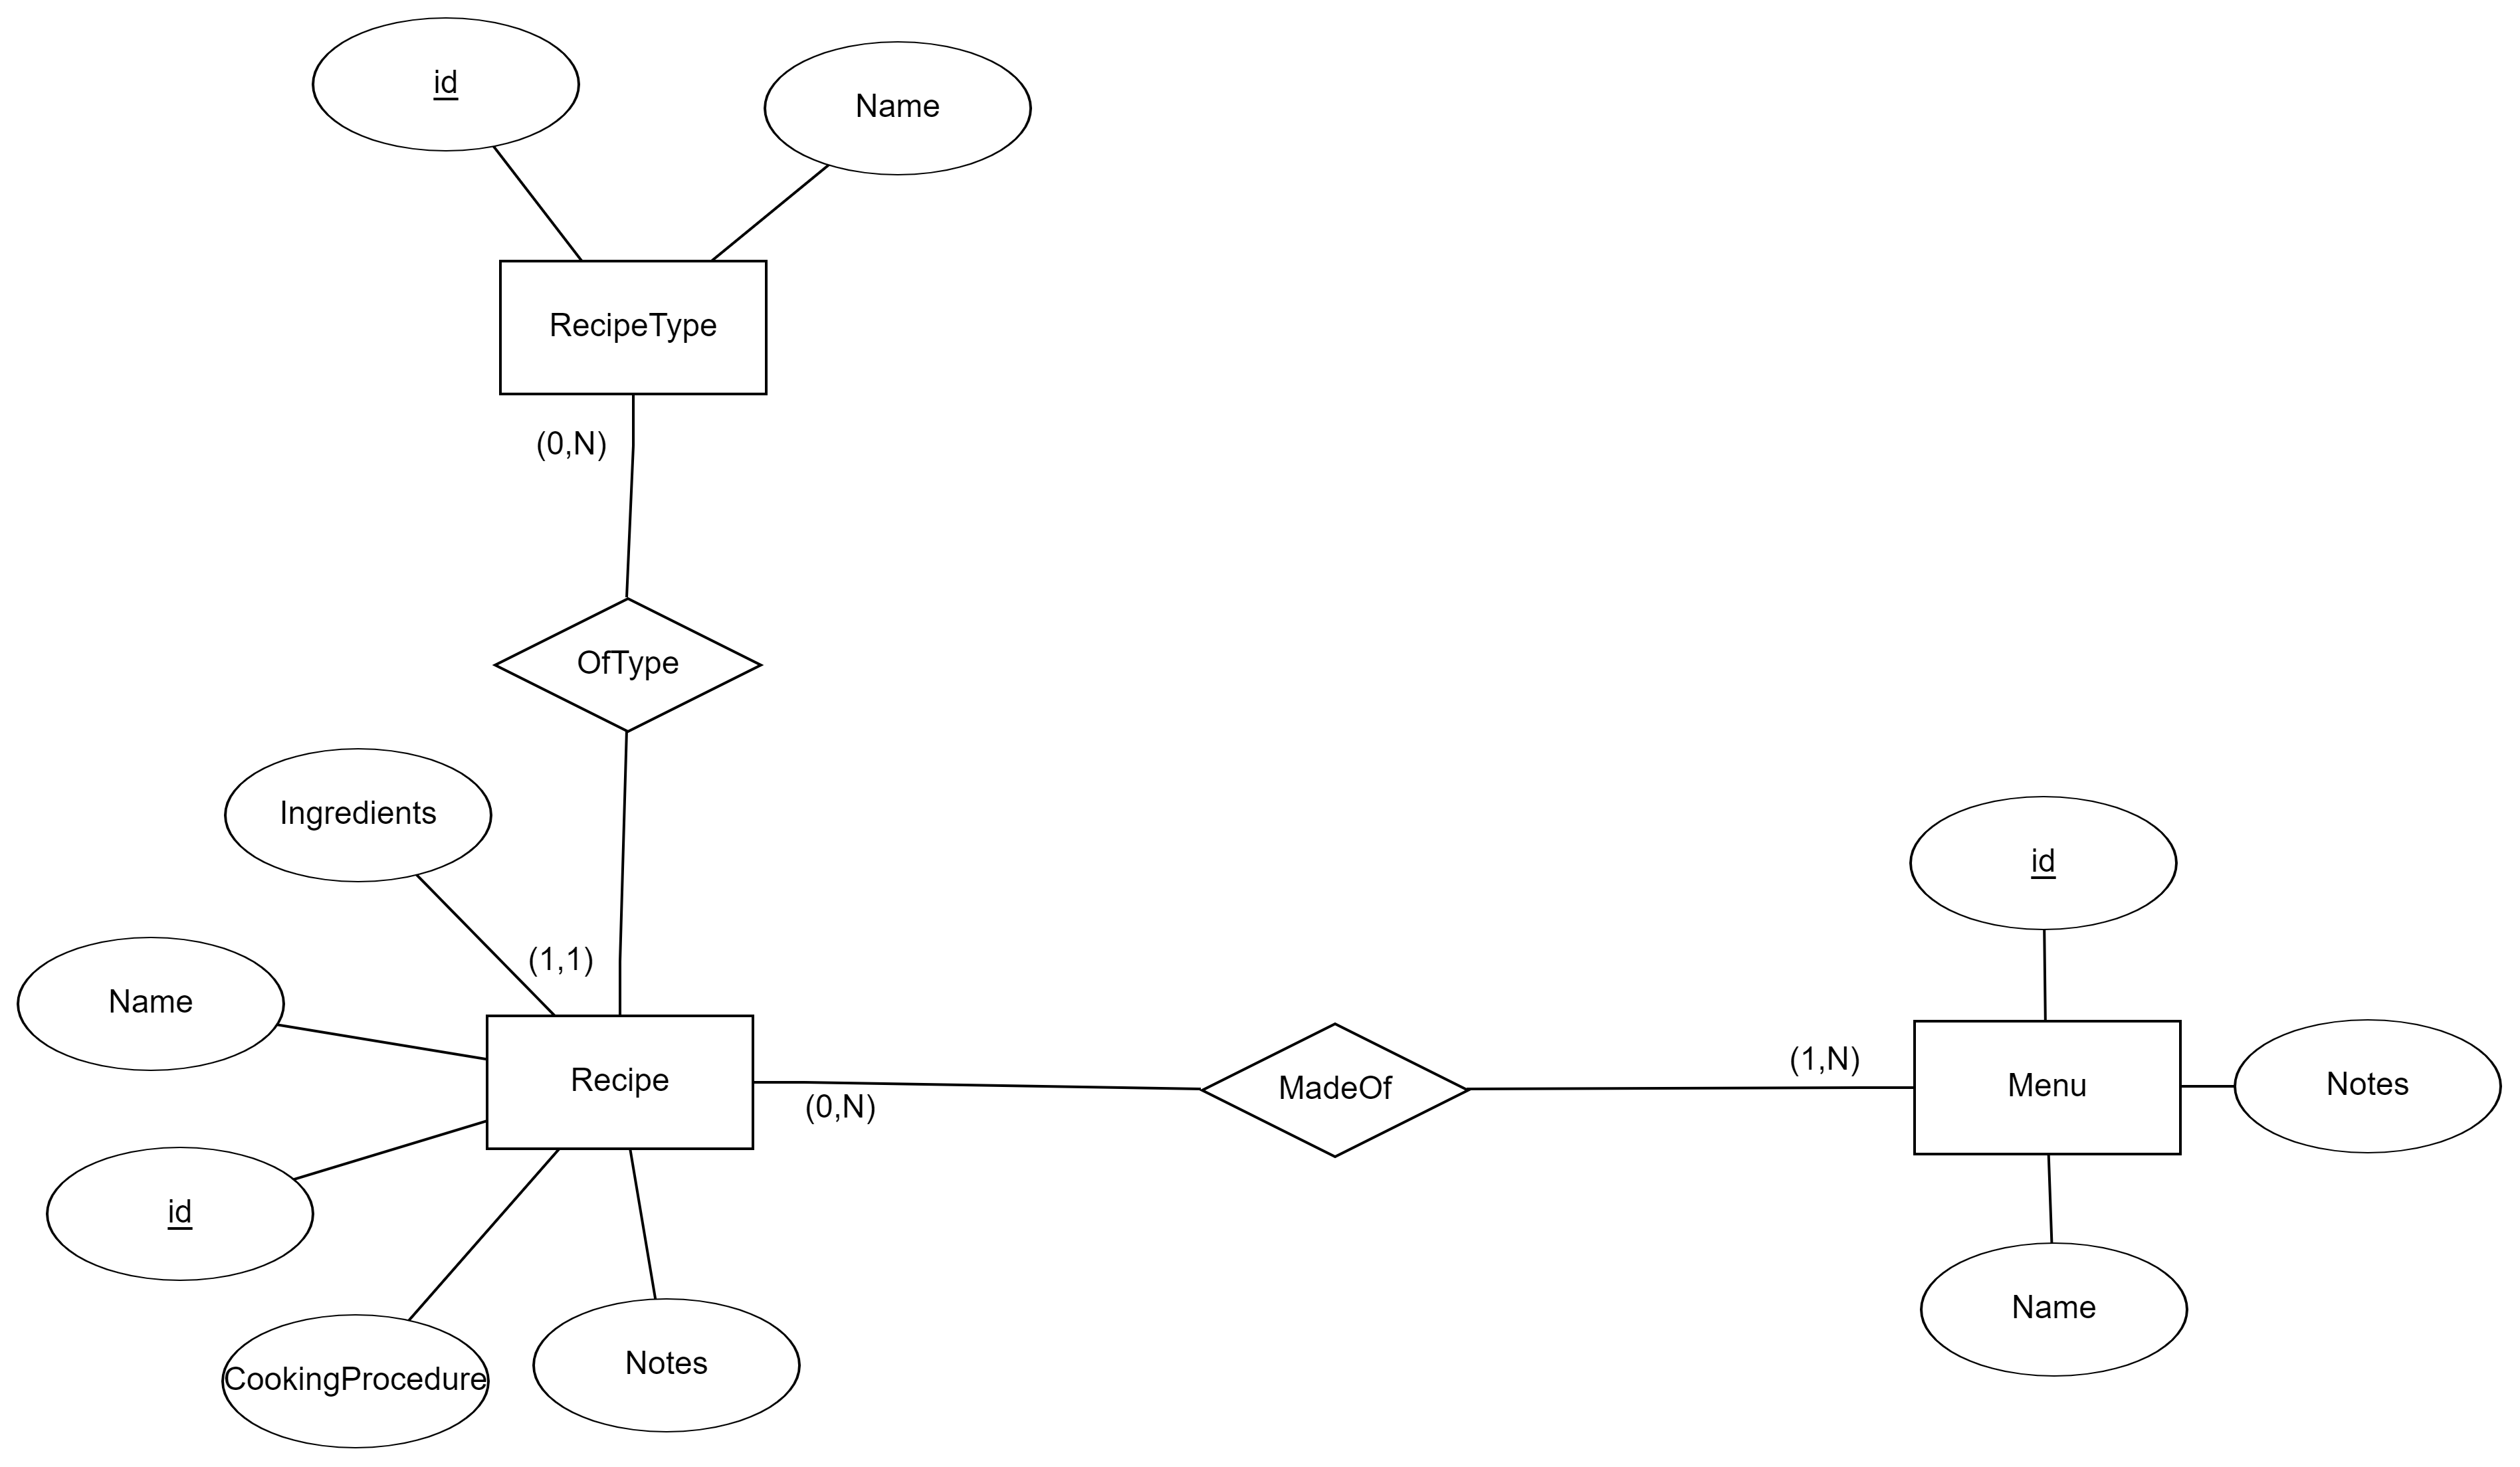 id
Name
RecipeType
(0,N)
OfType
Ingredients
(1,1)
Name
Recipe
id
CookingProcedure
Notes
(0,N)
MadeOf
(1,N)
id
Menu
Notes
Name